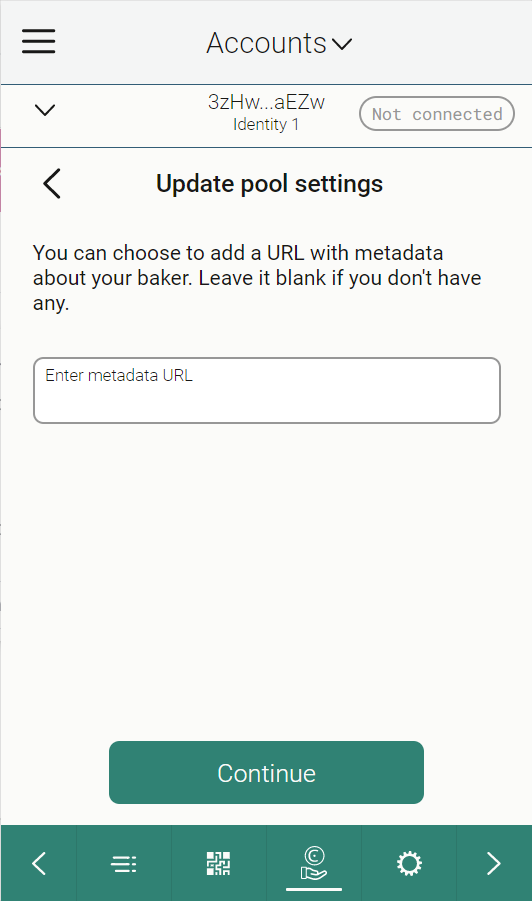 Accounts
3zHw...aEZw
Identity 1
Not connected
Update pool settings
You can choose to add a URL with metadata
about your baker. Leave it blank if you don't have
any.
Enter metadata URL
Continue